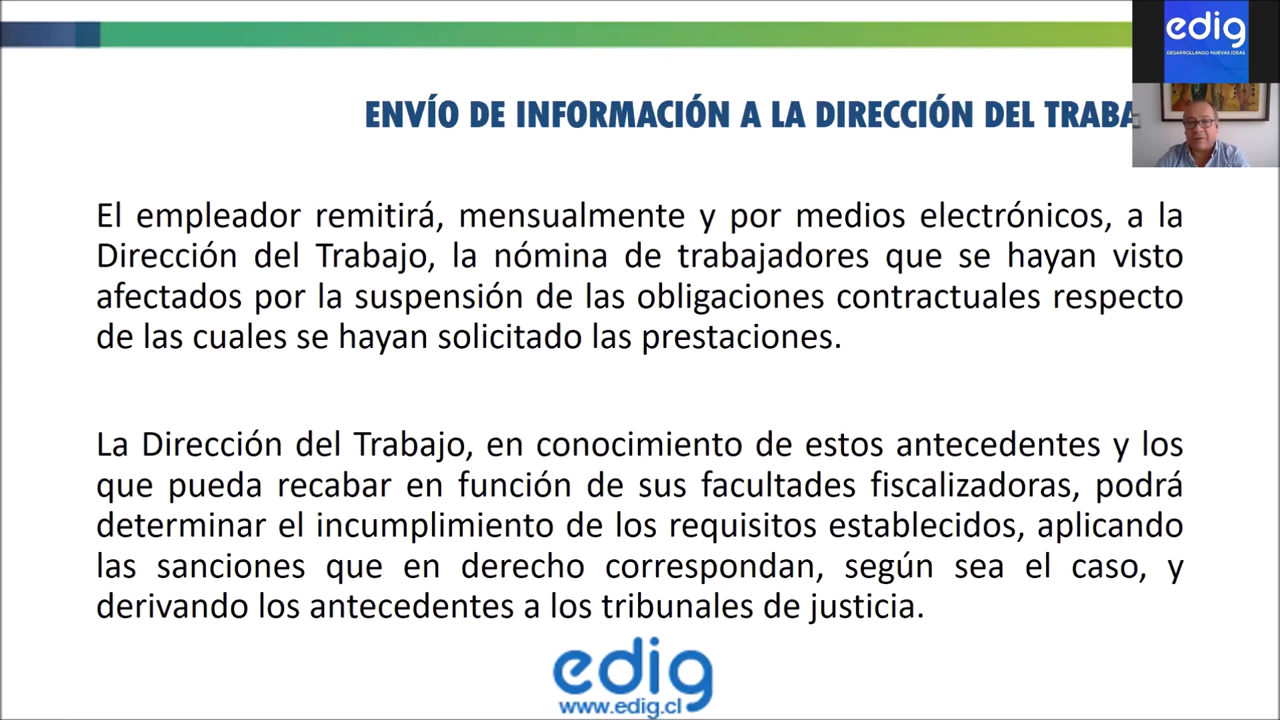 edig
DESARROLLANDO NUEVAS IDEAS
ENVÍO DE INFORMACIÓN A LA DIRECCIÓN DEL TRABA
El empleador remitirá, mensualmente y por medios electrónicos, a la
Dirección del Trabajo, la nómina de trabajadores que se hayan visto
afectados por la suspensión de las obligaciones contractuales respecto
de las cuales se hayan solicitado las prestaciones.
La Dirección del Trabajo, en conocimiento de estos antecedentes y los
que pueda recabar en función de sus facultades fiscalizadoras, podrá
determinar el incumplimiento de los requisitos establecidos, aplicando
las sanciones que en derecho correspondan, según sea el caso, y
derivando los antecedentes a los tribunales de justicia.
edig
www.edig.cl